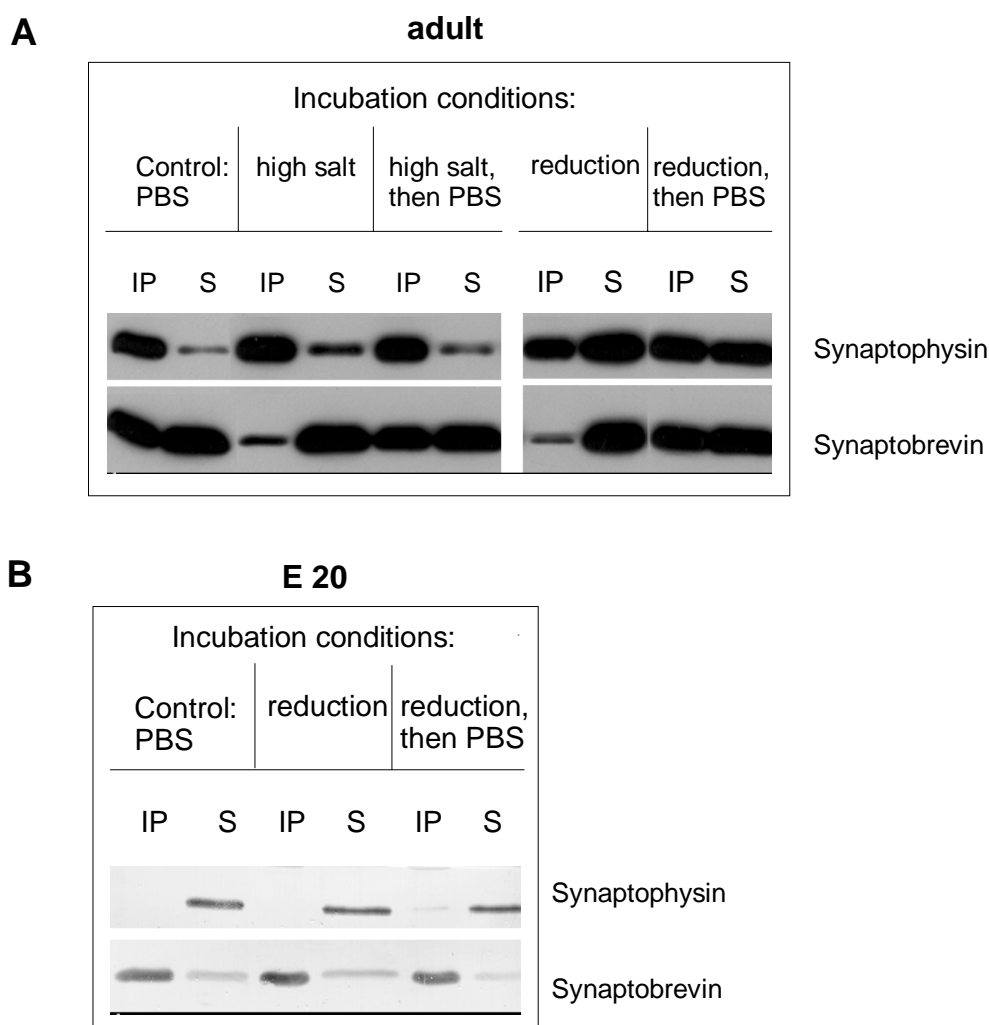 A
adult
Incubation conditions:
Control: PBS
high salt
high salt, then PBS
reduction
reduction, then PBS
IP S IP S IP S IP S IP S
Synaptophysin
Synaptobrevin
B
E 20
Incubation conditions:
Control: PBS
reduction
reduction, then PBS
IP S IP S IP S
Synaptophysin
Synaptobrevin